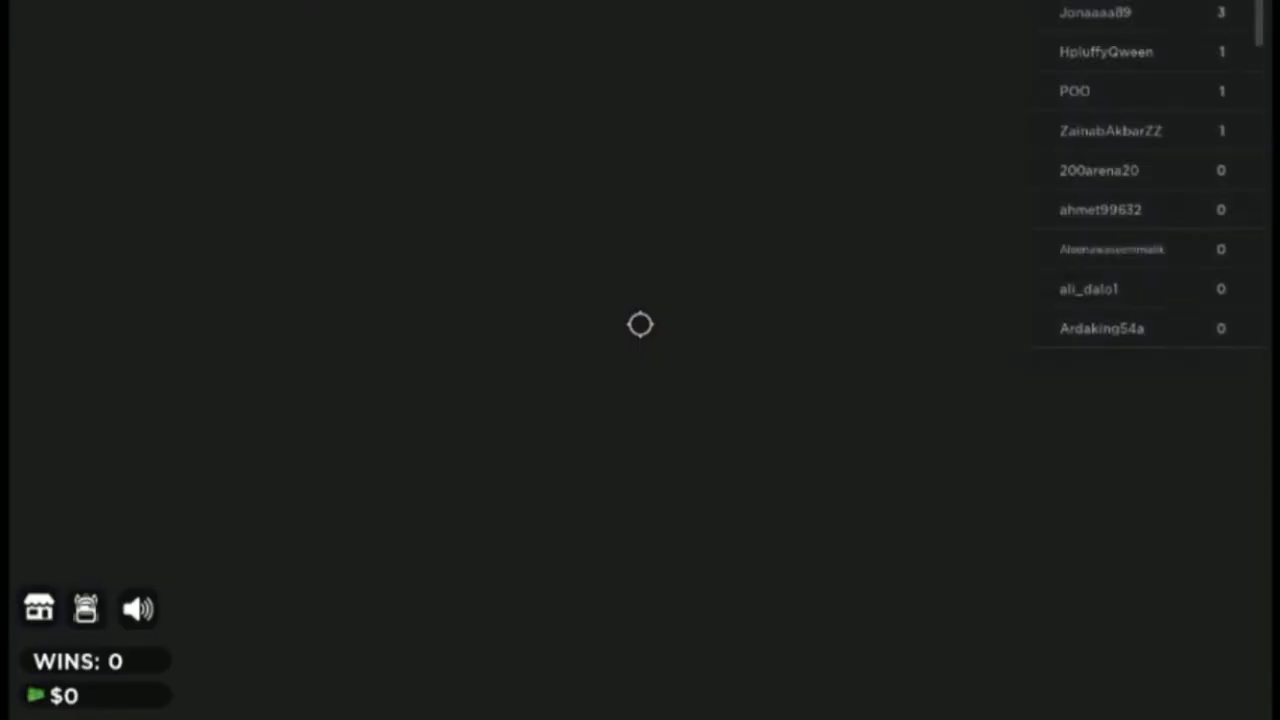 Jonaaaa89 3
HpluffyQween 1
POO 1
ZainabAkbarZZ 1
200arena20 0
ahmet99632 0
0
ali_dalo1 0
Ardaking54a 0
WINS: 0
$0